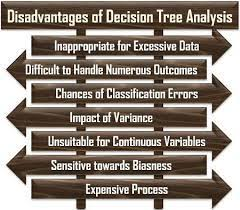 Disadvantages of Decision Tree Analysis
Inappropriate for Excessive Data
Difficult to Handle Numerous Outcomes
Chances of Classification Errors
Impact of Variance
Unsuitable for Continuous Variables
Sensitive towards Biasness
Expensive Process